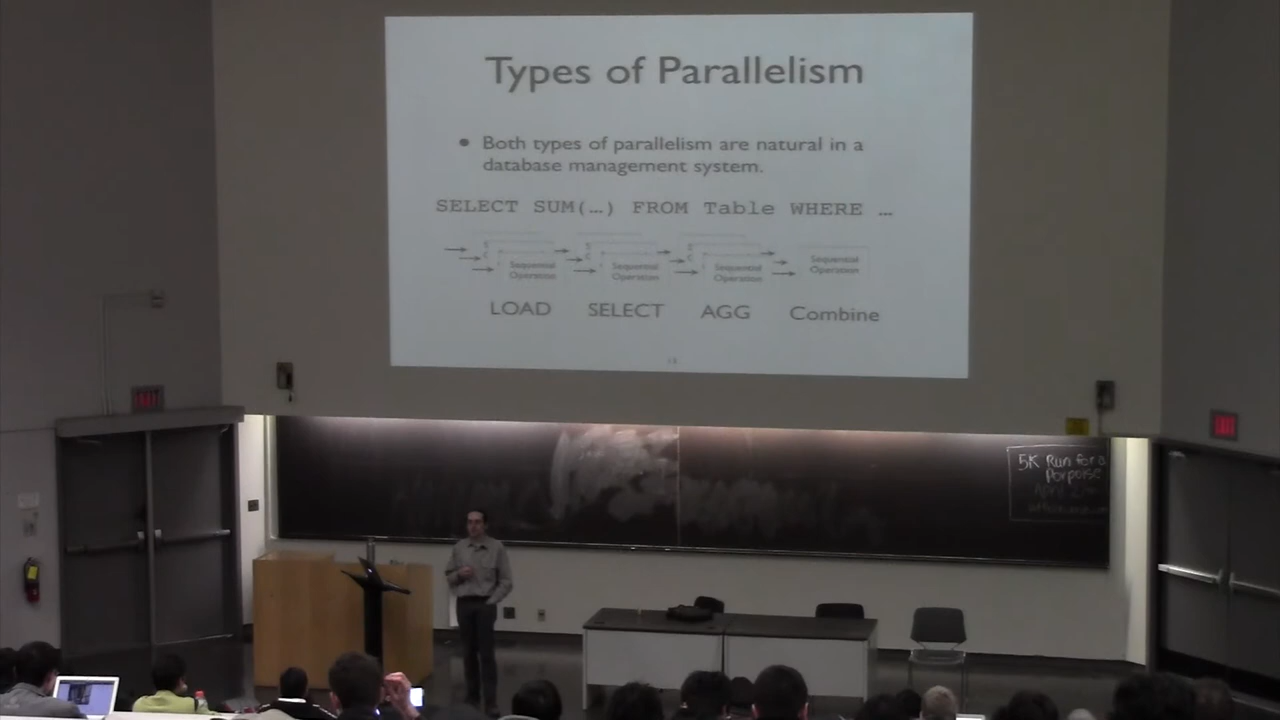 Types of Parallelism
• Both types of parallelism are natural in a
database management system.
SELECT SUM(…) FROM Table WHERE …
Sequential
Operation
Sequential
Operation
Sequential
Operation
Sequential
Operation
LOAD SELECT AGG Combine
5K Run for a
Porpoise